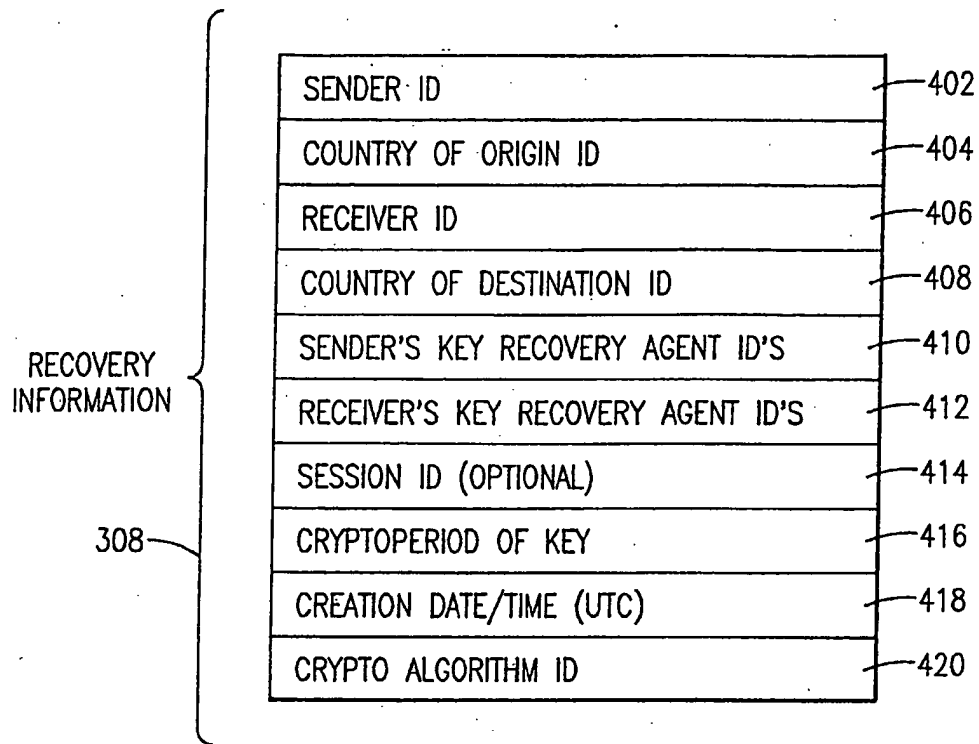 SENDER ID 402
COUNTRY OF ORIGIN ID 404
RECEIVER ID 406
COUNTRY OF DESTINATION ID 408
SENDER'S KEY RECOVERY AGENT ID'S 410
RECOVERY
INFORMATION
RECEIVER'S KEY RECOVERY AGENT ID'S 412
SESSION ID (OPTIONAL) 414
308
CRYPTOPERIOD OF KEY 416
CREATION DATE/TIME (UTC) 418
CRYPTO ALGORITHM ID 420